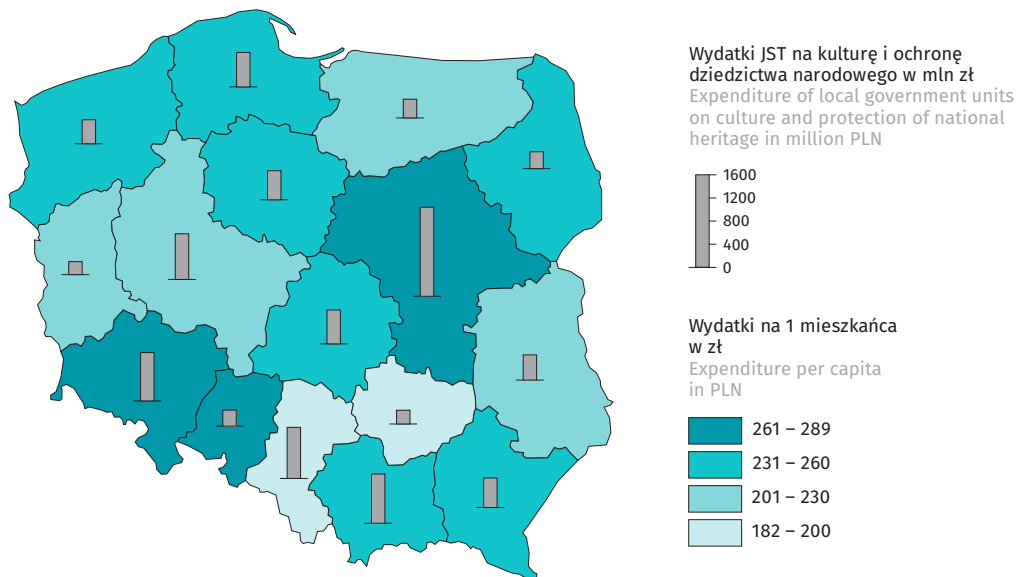 Wydatki JST na kulturę i ochronę
dziedzictwa narodowego w mln zł
Expenditure of local government units
on culture and protection of national
heritage in million PLN
1600
1200
800
400
0
Wydatki na 1 mieszkańca
w zł
Expenditure per capita
in PLN
261 – 289
231 – 260
201 – 230
182 – 200